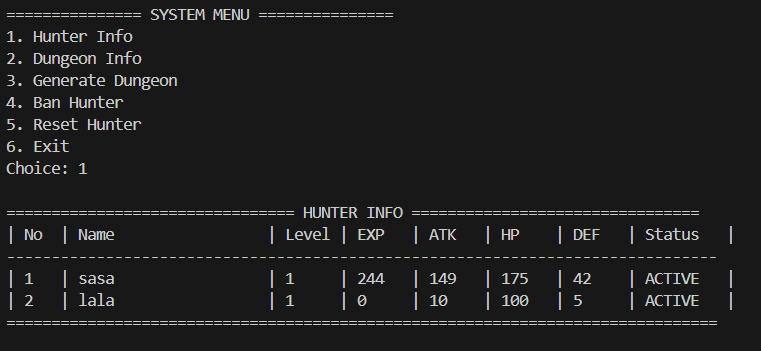 =============== SYSTEM MENU ===============
1. Hunter Info
2. Dungeon Info
3. Generate Dungeon
4. Ban Hunter
5. Reset Hunter
6. Exit
Choice: 1

================================ HUNTER INFO ================================
| No  | Name                 | Level | EXP   | ATK   | HP    | DEF   | Status   |
-------------------------------------------------------------------------------
| 1   | sasa                 | 1     | 244   | 149   | 175   | 42    | ACTIVE   |
| 2   | lala                 | 1     | 0     | 10    | 100   | 5     | ACTIVE   |
===============================================================================